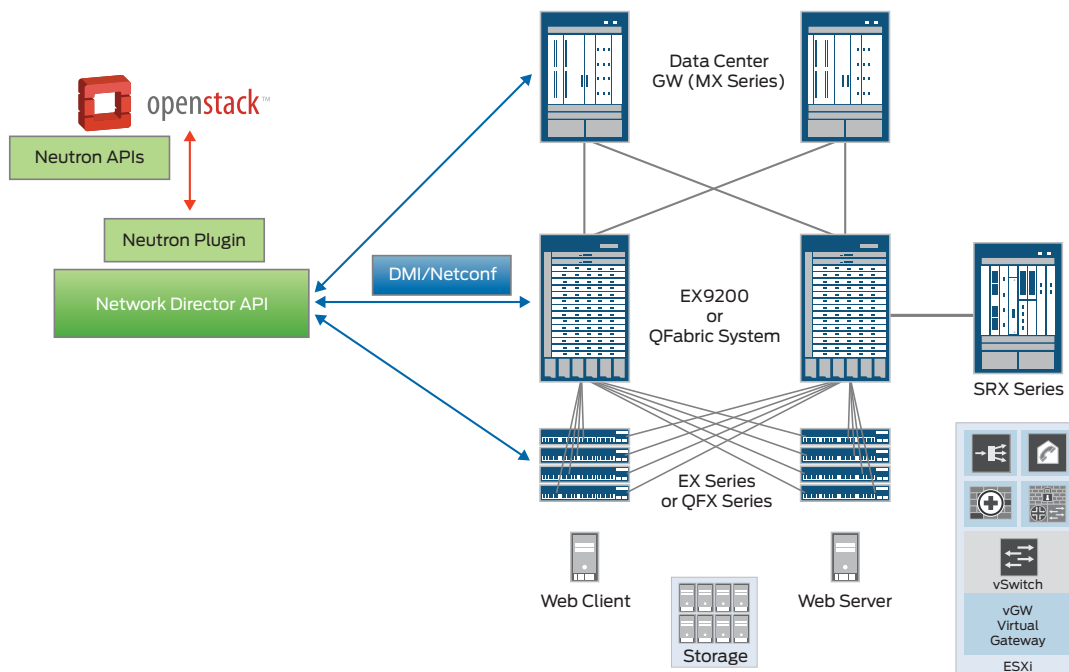 openstack™
Neutron APIs
Neutron Plugin
Network Director API
DMI/Netconf
Data Center
GW (MX Series)
EX9200
or
QFabric System
SRX Series
EX Series
or QFX Series
Web Client
Storage
Web Server
vSwitch
vGW
Virtual
Gateway
ESXi